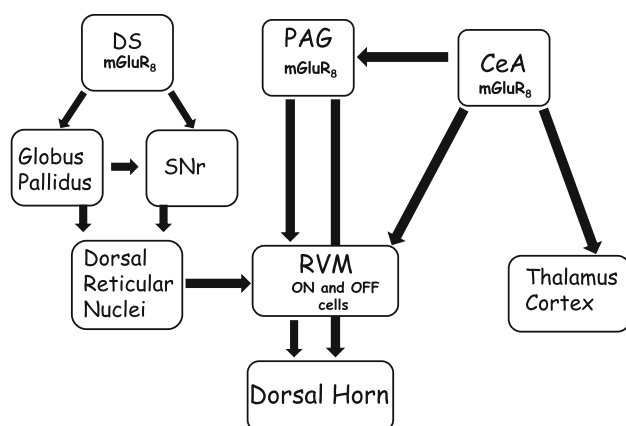 DS
mGluR₈
PAG
mGluR₈
CeA
mGluR₈
Globus
Pallidus
SNr
Dorsal
Reticular
Nuclei
RVM
ON and OFF
cells
Thalamus
Cortex
Dorsal Horn